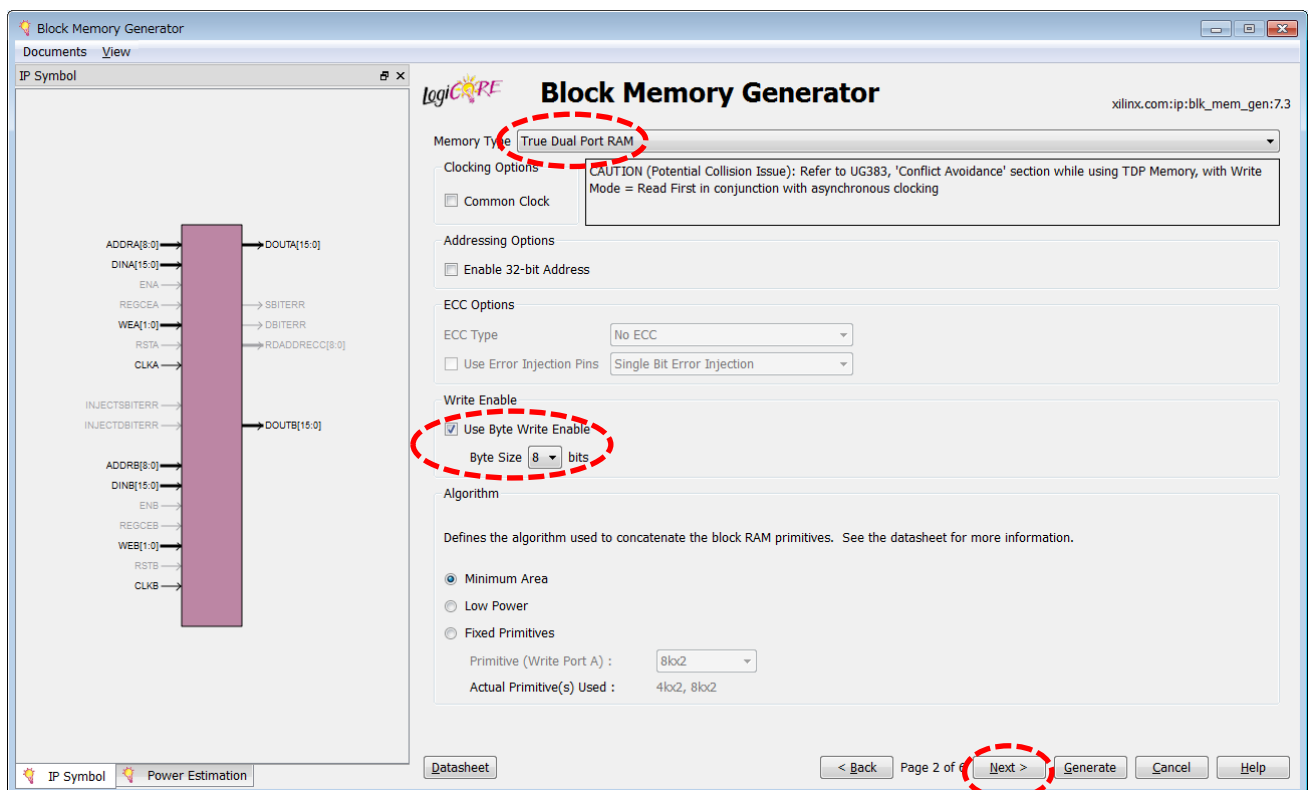 Block Memory Generator
Documents View
IP Symbol
LogiCORE Block Memory Generator
xilinx.com:ip:blk_mem_gen:7.3
Memory Type True Dual Port RAM
Clocking Options
Common Clock
CAUTION (Potential Collision Issue): Refer to UG383, 'Conflict Avoidance' section while using TDP Memory, with Write
Mode = Read First in conjunction with asynchronous clocking
Addressing Options
Enable 32-bit Address
ECC Options
ECC Type No ECC
Use Error Injection Pins Single Bit Error Injection
Write Enable
Use Byte Write Enable
Byte Size 8 bits
Algorithm
Defines the algorithm used to concatenate the block RAM primitives. See the datasheet for more information.
Minimum Area
Low Power
Fixed Primitives
Primitive (Write Port A) : 8kx2
Actual Primitive(s) Used : 4kx2, 8kx2
ADDRA[8:0] DOUTA[15:0]
DINA[15:0]
ENA
REGCEA SBITERR
WEA[1:0] DBITERR
RSTA RDADDRECC[8:0]
CLKA
INJECTSBITERR
INJECTDBITERR DOUTB[15:0]
ADDRB[8:0]
DINB[15:0]
ENB
REGCEB
WEB[1:0]
RSTB
CLKB
IP Symbol Power Estimation
Datasheet < Back Page 2 of 6 Next > Generate Cancel Help